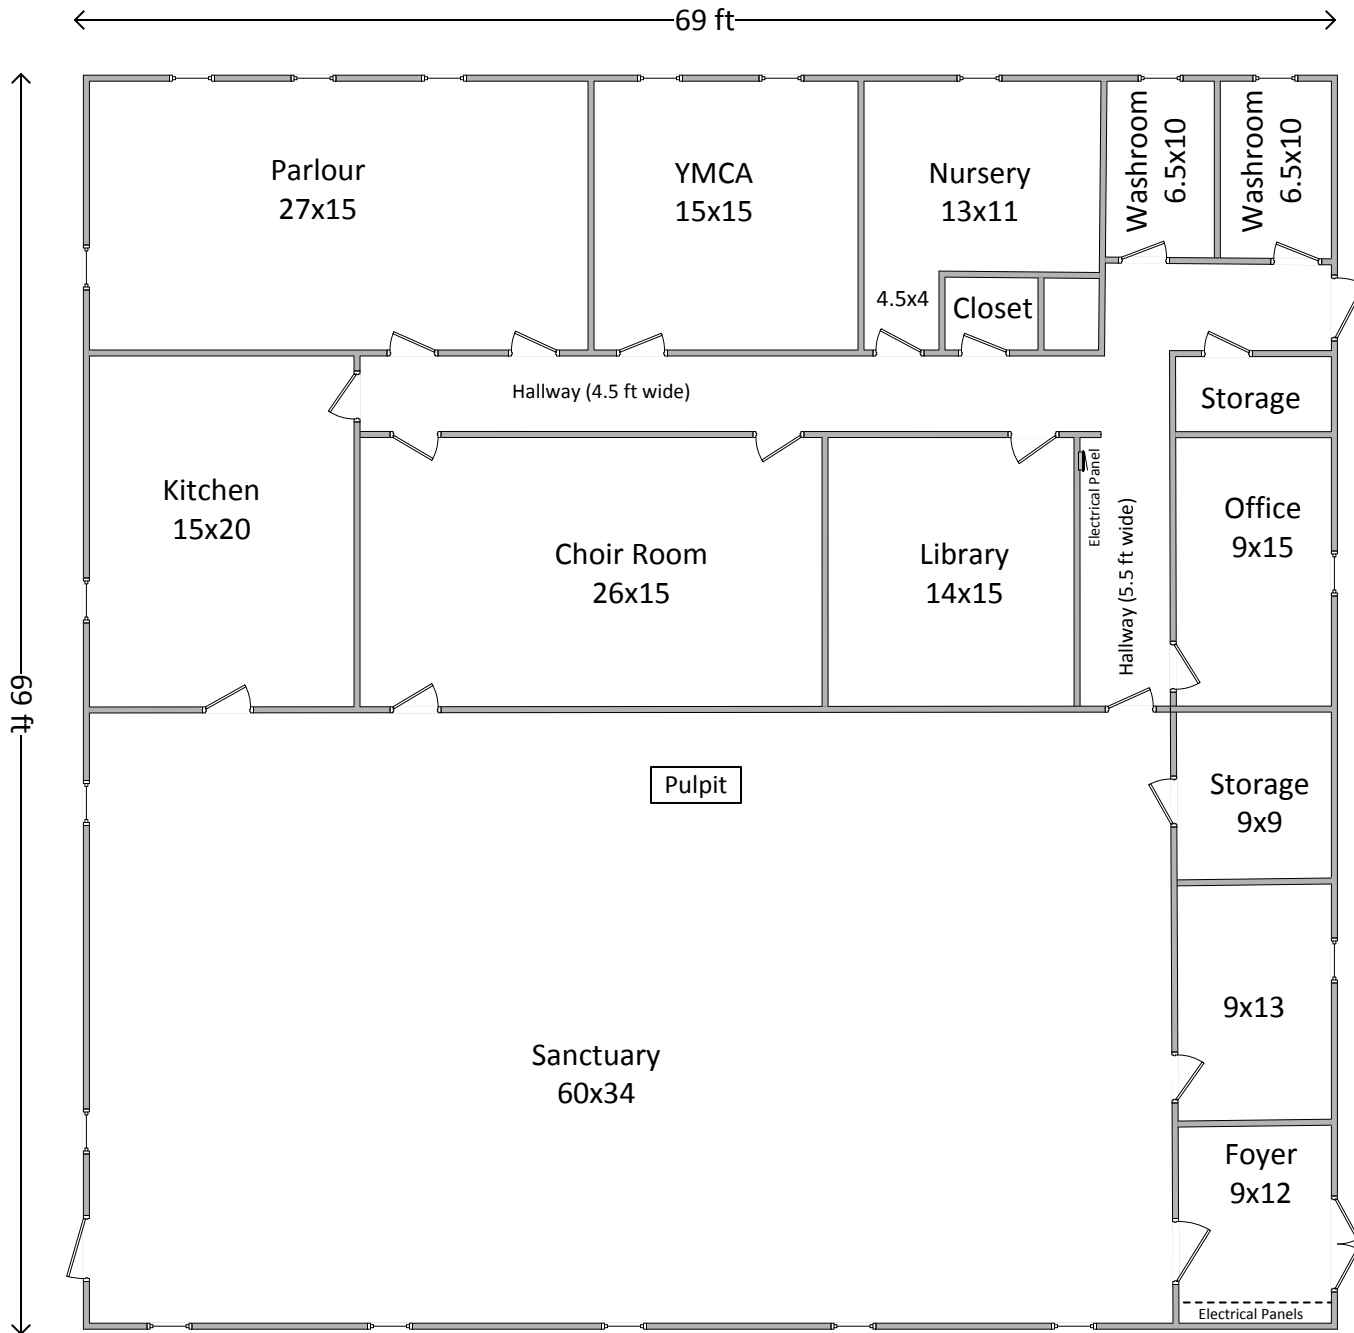 69 ft
69 ft
Parlour
27x15
YMCA
15x15
Nursery
13x11
Washroom
6.5x10
Washroom
6.5x10
4.5x4
Closet
Hallway (4.5 ft wide)
Storage
Kitchen
15x20
Choir Room
26x15
Library
14x15
Electrical Panel
Hallway (5.5 ft wide)
Office
9x15
Pulpit
Storage
9x9
9x13
Sanctuary
60x34
Foyer
9x12
Electrical Panels